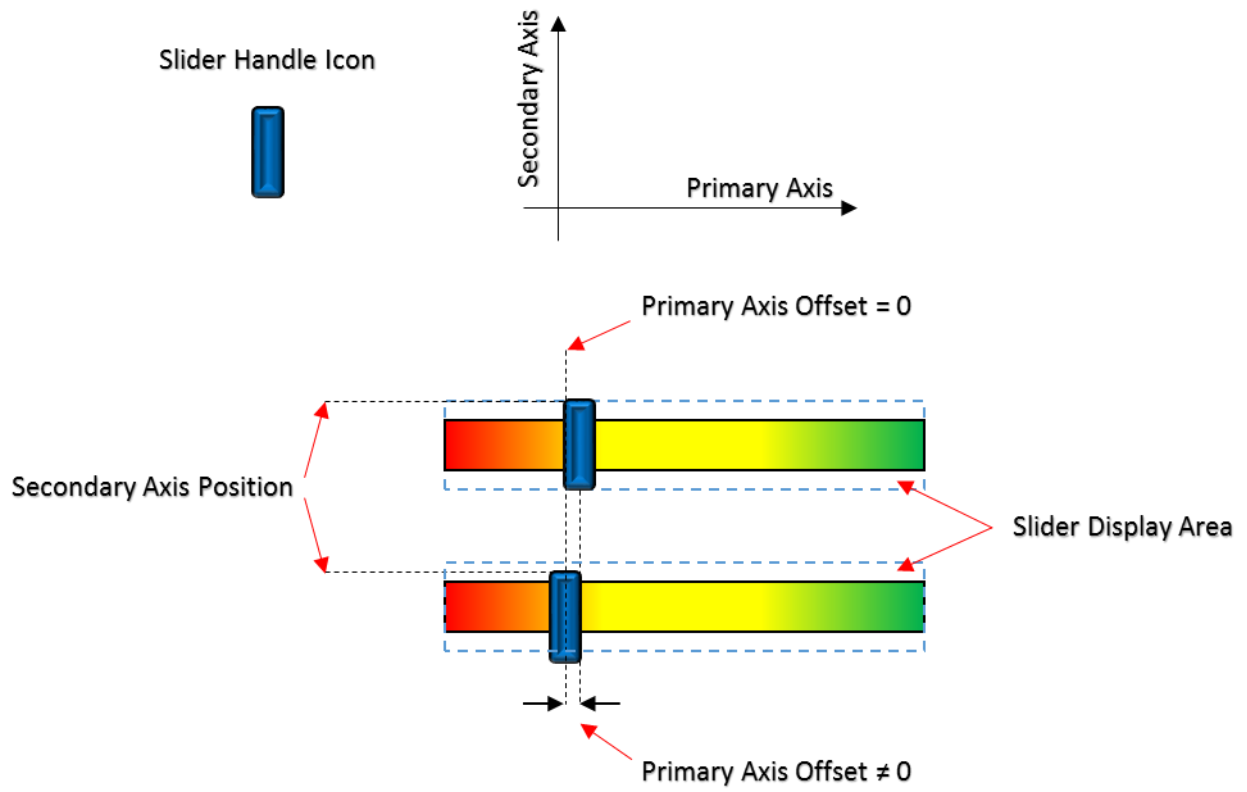 Slider Handle Icon
Secondary Axis
Primary Axis
Primary Axis Offset = 0
Secondary Axis Position
Slider Display Area
Primary Axis Offset ≠ 0